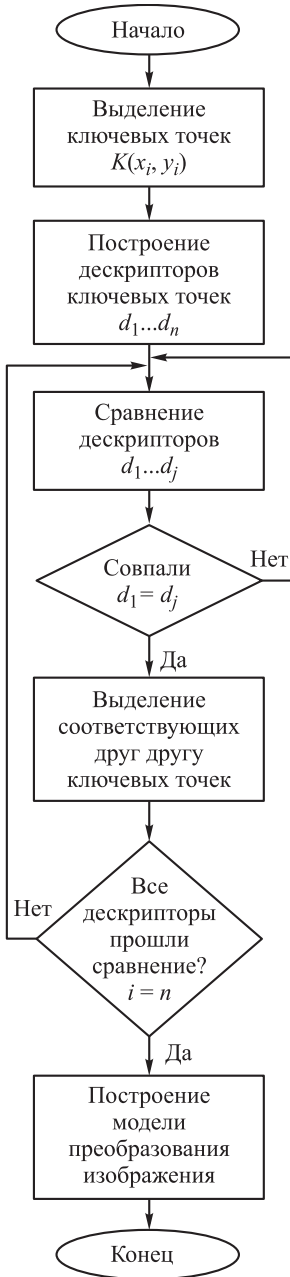 Начало
Выделение
ключевых точек
K(xᵢ, yᵢ)
Построение
дескрипторов
ключевых точек
d₁...dₙ
Сравнение
дескрипторов
d₁...dⱼ
Совпали
d₁ = dⱼ
Нет
Да
Выделение
соответствующих
друг другу
ключевых точек
Все
дескрипторы
прошли
сравнение?
i = n
Нет
Да
Построение
модели
преобразования
изображения
Конец